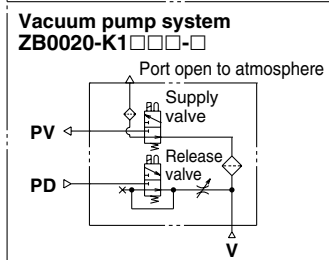 Vacuum pump system
ZB0020-K1□□□-□
Port open to atmosphere
Supply
valve
PV
Release
valve
PD
V